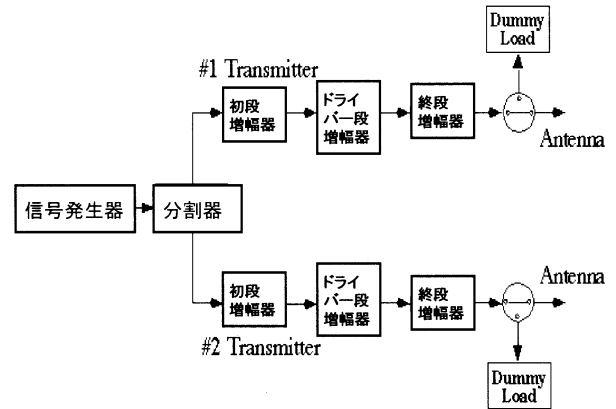 Dummy
Load
#1 Transmitter
初段
増幅器
ドライ
バー段
増幅器
終段
増幅器
Antenna
信号発生器
分割器
初段
増幅器
ドライ
バー段
増幅器
終段
増幅器
Antenna
#2 Transmitter
Dummy
Load